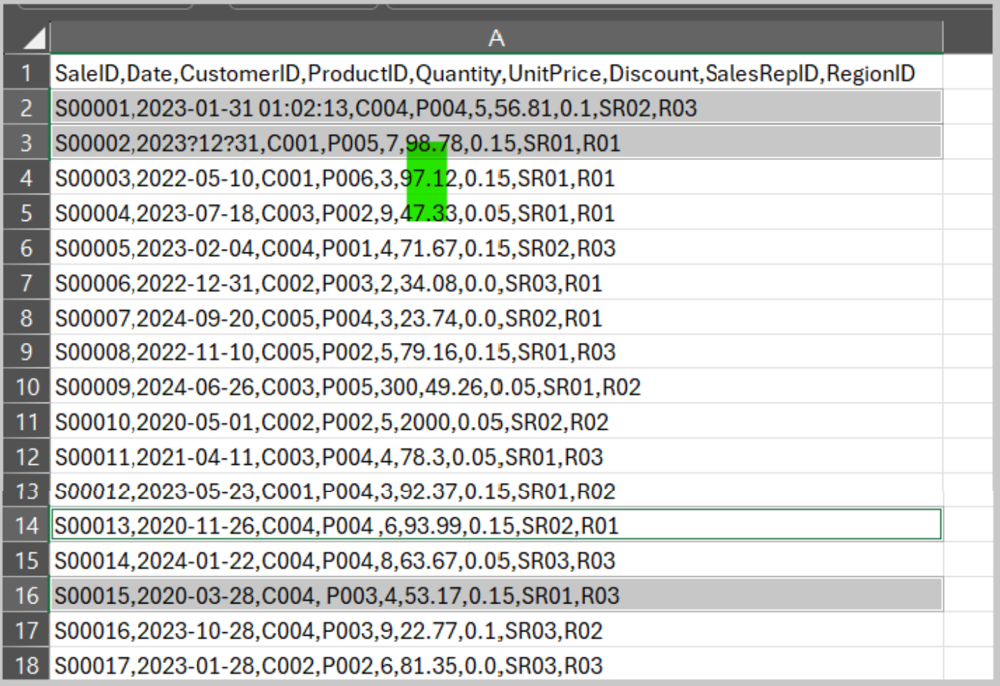 A
1 SaleID,Date,CustomerID,ProductID,Quantity,UnitPrice,Discount,SalesRepID,RegionID
2 S00001,2023-01-31 01:02:13,C004,P004,5,56.81,0.1,SR02,R03
3 S00002,2023?12?31,C001,P005,7,98.78,0.15,SR01,R01
4 S00003,2022-05-10,C001,P006,3,97.12,0.15,SR01,R01
5 S00004,2023-07-18,C003,P002,9,47.33,0.05,SR01,R01
6 S00005,2023-02-04,C004,P001,4,71.67,0.15,SR02,R03
7 S00006,2022-12-31,C002,P003,2,34.08,0.0,SR03,R01
8 S00007,2024-09-20,C005,P004,3,23.74,0.0,SR02,R01
9 S00008,2022-11-10,C005,P002,5,79.16,0.15,SR01,R03
10 S00009,2024-06-26,C003,P005,300,49.26,0.05,SR01,R02
11 S00010,2020-05-01,C002,P002,5,2000,0.05,SR02,R02
12 S00011,2021-04-11,C003,P004,4,78.3,0.05,SR01,R03
13 S00012,2023-05-23,C001,P004,3,92.37,0.15,SR01,R02
14 S00013,2020-11-26,C004,P004 ,6,93.99,0.15,SR02,R01
15 S00014,2024-01-22,C004,P004,8,63.67,0.05,SR03,R03
16 S00015,2020-03-28,C004, P003,4,53.17,0.15,SR01,R03
17 S00016,2023-10-28,C004,P003,9,22.77,0.1,SR03,R02
18 S00017,2023-01-28,C002,P002,6,81.35,0.0,SR03,R03